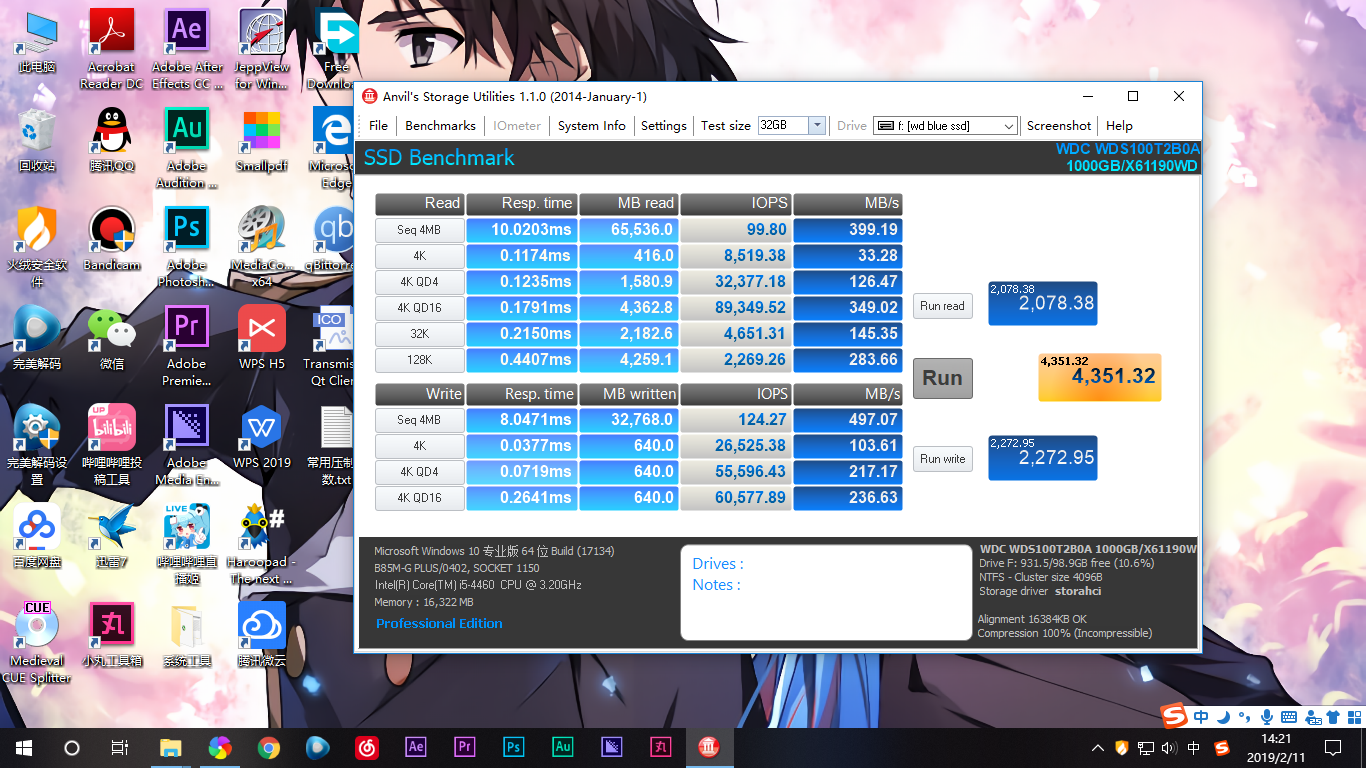 此电脑
Acrobat
Reader DC
Adobe After
Effects CC ...
JeppView
for Win...
Free
Downlo...
回收站
腾讯QQ
Adobe
Audition ...
Smallpdf
Microso
Edge
火绒安全软
件
Bandicam
Adobe
Photosh...
MediaCo...
x64
qBittorre
完美解码
微信
Adobe
Premie...
WPS H5
ICO
Transmis
Qt Clien
完美解码设
置
UP
bilibili
哔哩哔哩投
稿工具
Adobe
Media En...
WPS 2019
常用压制
数.txt
百度网盘
迅雷7
LIVE
哔哩哔哩直
播姬
Haroopad -
The next ...
CUE
Medieval
CUE Splitter
丸
小丸工具箱
系统工具
腾讯微云
Anvil's Storage Utilities 1.1.0 (2014-January-1)
File Benchmarks IOmeter System Info Settings Test size 32GB Drive f: [wd blue ssd] Screenshot Help
SSD Benchmark
WDC WDS100T2B0A
1000GB/X61190WD
Read Resp. time MB read IOPS MB/s
Seq 4MB 10.0203ms 65,536.0 99.80 399.19
4K 0.1174ms 416.0 8,519.38 33.28
4K QD4 0.1235ms 1,580.9 32,377.18 126.47
4K QD16 0.1791ms 4,362.8 89,349.52 349.02
32K 0.2150ms 2,182.6 4,651.31 145.35
128K 0.4407ms 4,259.1 2,269.26 283.66
Run read
2,078.38
2,078.38
Run
4,351.32
4,351.32
Write Resp. time MB written IOPS MB/s
Seq 4MB 8.0471ms 32,768.0 124.27 497.07
4K 0.0377ms 640.0 26,525.38 103.61
4K QD4 0.0719ms 640.0 55,596.43 217.17
4K QD16 0.2641ms 640.0 60,577.89 236.63
Run write
2,272.95
2,272.95
Microsoft Windows 10 专业版 64 位 Build (17134)
B85M-G PLUS/0402, SOCKET 1150
Intel(R) Core(TM) i5-4460 CPU @ 3.20GHz
Memory : 16,322 MB
Professional Edition
Drives :
Notes :
WDC WDS100T2B0A 1000GB/X61190W
Drive F: 931.5/98.9GB free (10.6%)
NTFS - Cluster size 4096B
Storage driver storahci
Alignment 16384KB OK
Compression 100% (Incompressible)
中
Ae
Pr
Ps
Au
丸
中
14:21
2019/2/11